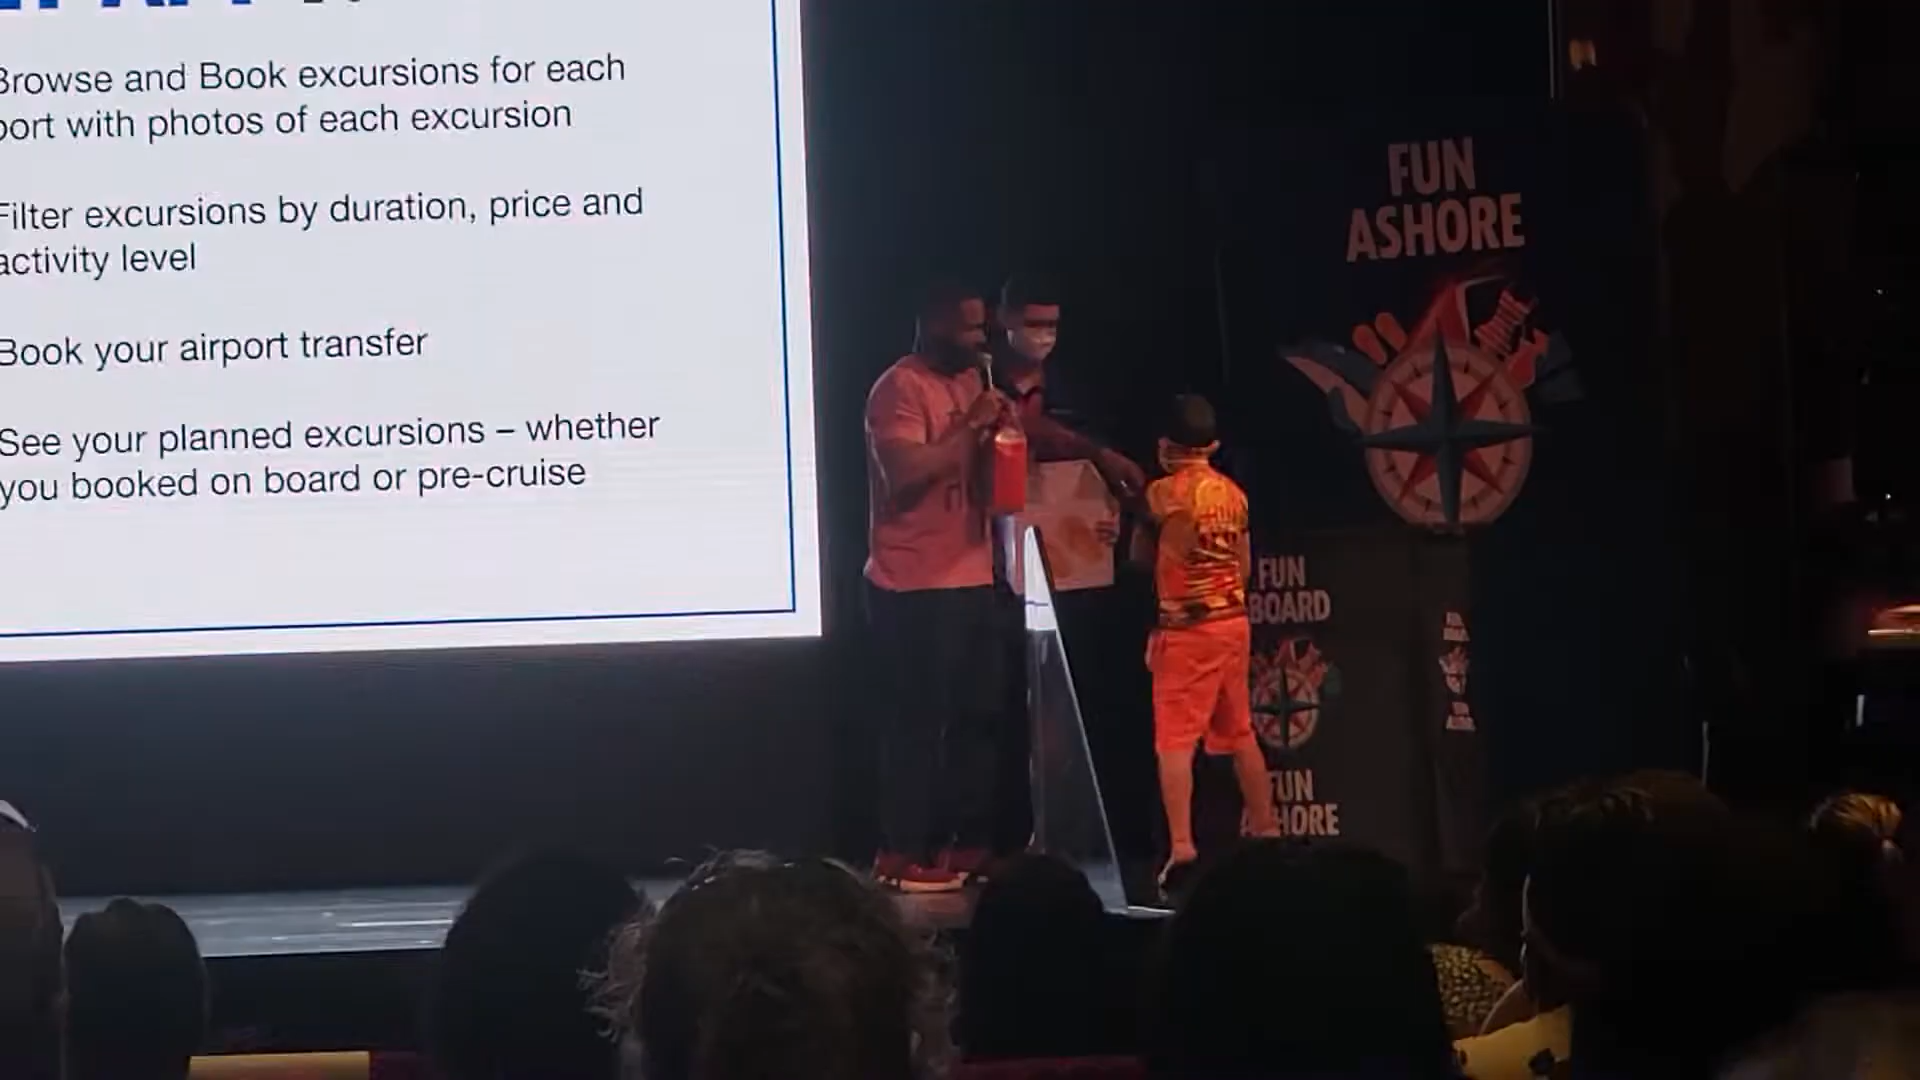 Browse and Book excursions for each
port with photos of each excursion
Filter excursions by duration, price and
activity level
Book your airport transfer
See your planned excursions – whether
you booked on board or pre-cruise
FUN
ASHORE
FUN
BOARD
FUN
ASHORE